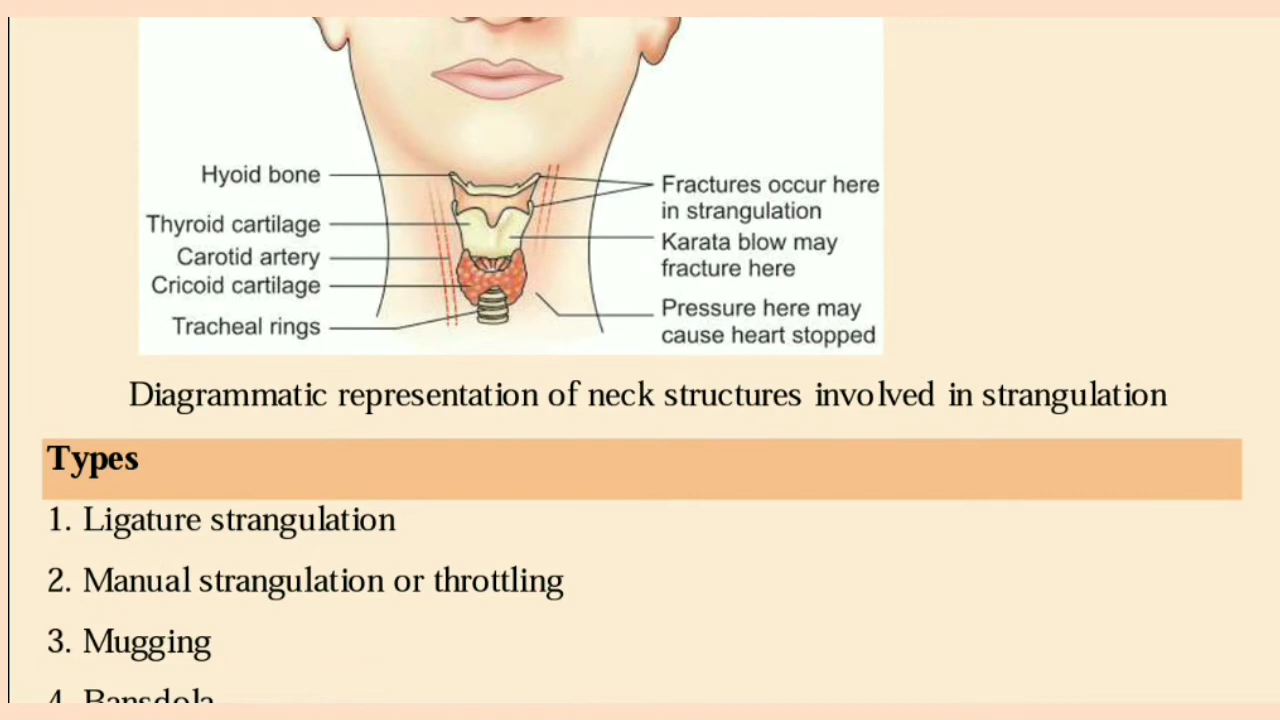 Hyoid bone
Thyroid cartilage
Carotid artery
Cricoid cartilage
Tracheal rings
Fractures occur here
in strangulation
Karata blow may
fracture here
Pressure here may
cause heart stopped
Diagrammatic representation of neck structures involved in strangulation
Types
1. Ligature strangulation
2. Manual strangulation or throttling
3. Mugging
4. Bansdola